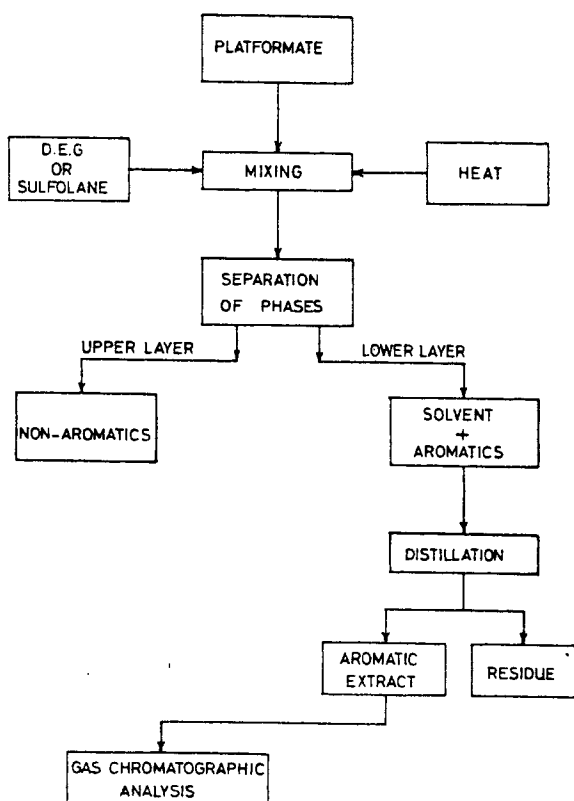 PLATFORMATE
D.E.G
OR
SULFOLANE
MIXING
HEAT
SEPARATION
OF PHASES
UPPER LAYER
LOWER LAYER
NON-AROMATICS
SOLVENT
+
AROMATICS
DISTILLATION
AROMATIC
EXTRACT
RESIDUE
GAS CHROMATOGRAPHIC
ANALYSIS